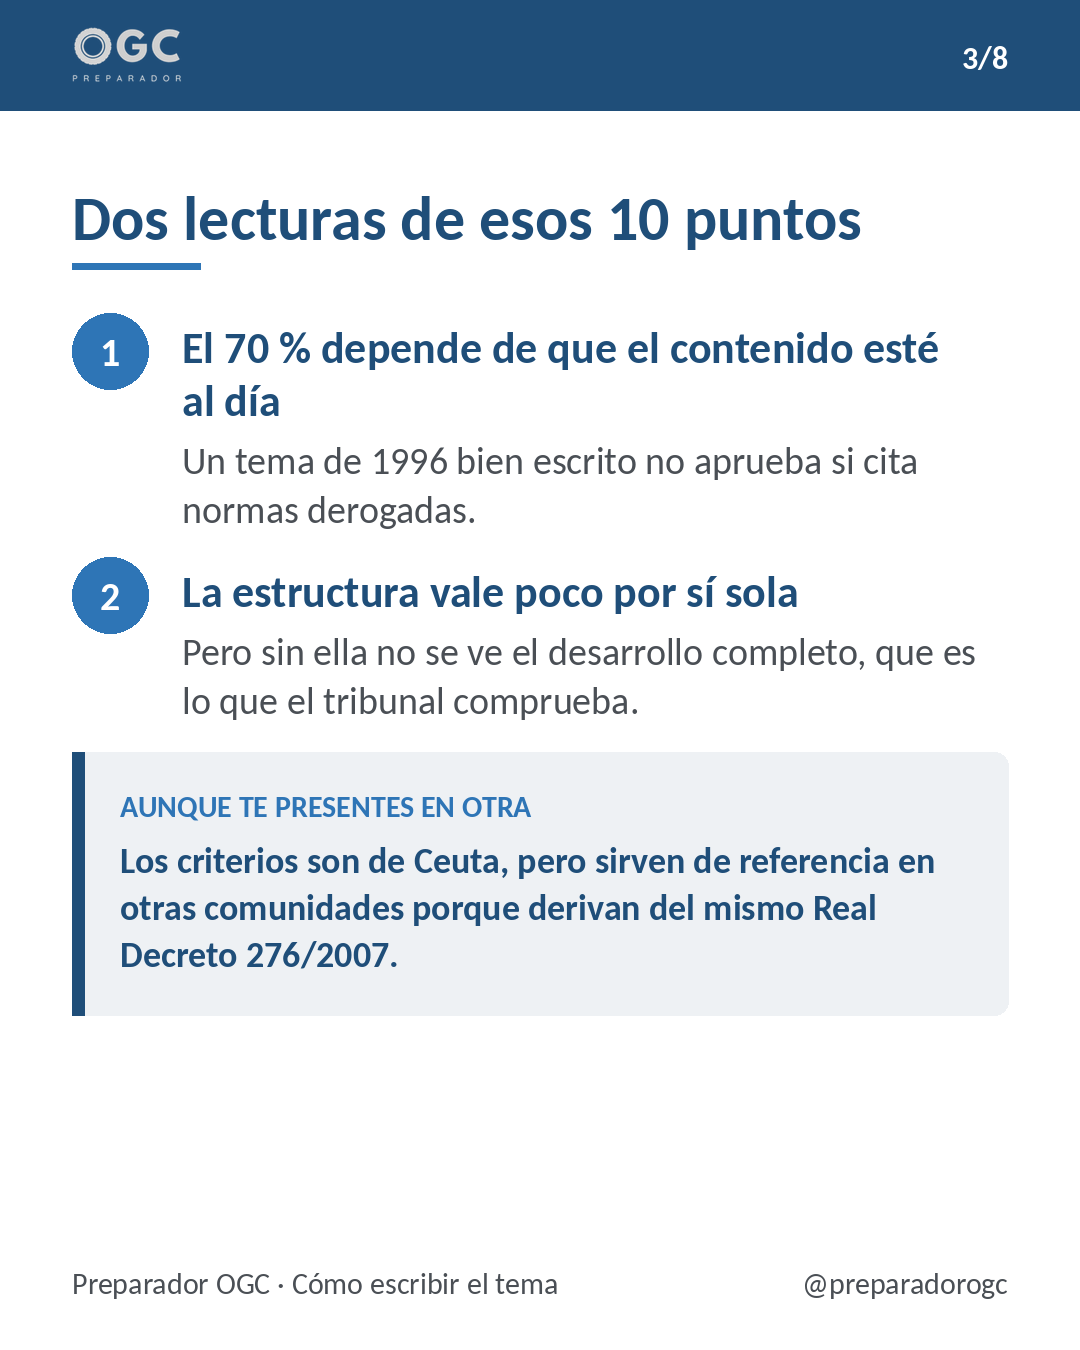 OGC
PREPARADOR
3/8
Dos lecturas de esos 10 puntos
1
El 70 % depende de que el contenido esté
al día
Un tema de 1996 bien escrito no aprueba si cita
normas derogadas.
2
La estructura vale poco por sí sola
Pero sin ella no se ve el desarrollo completo, que es
lo que el tribunal comprueba.
AUNQUE TE PRESENTES EN OTRA
Los criterios son de Ceuta, pero sirven de referencia en
otras comunidades porque derivan del mismo Real
Decreto 276/2007.
Preparador OGC · Cómo escribir el tema
@preparadorogc